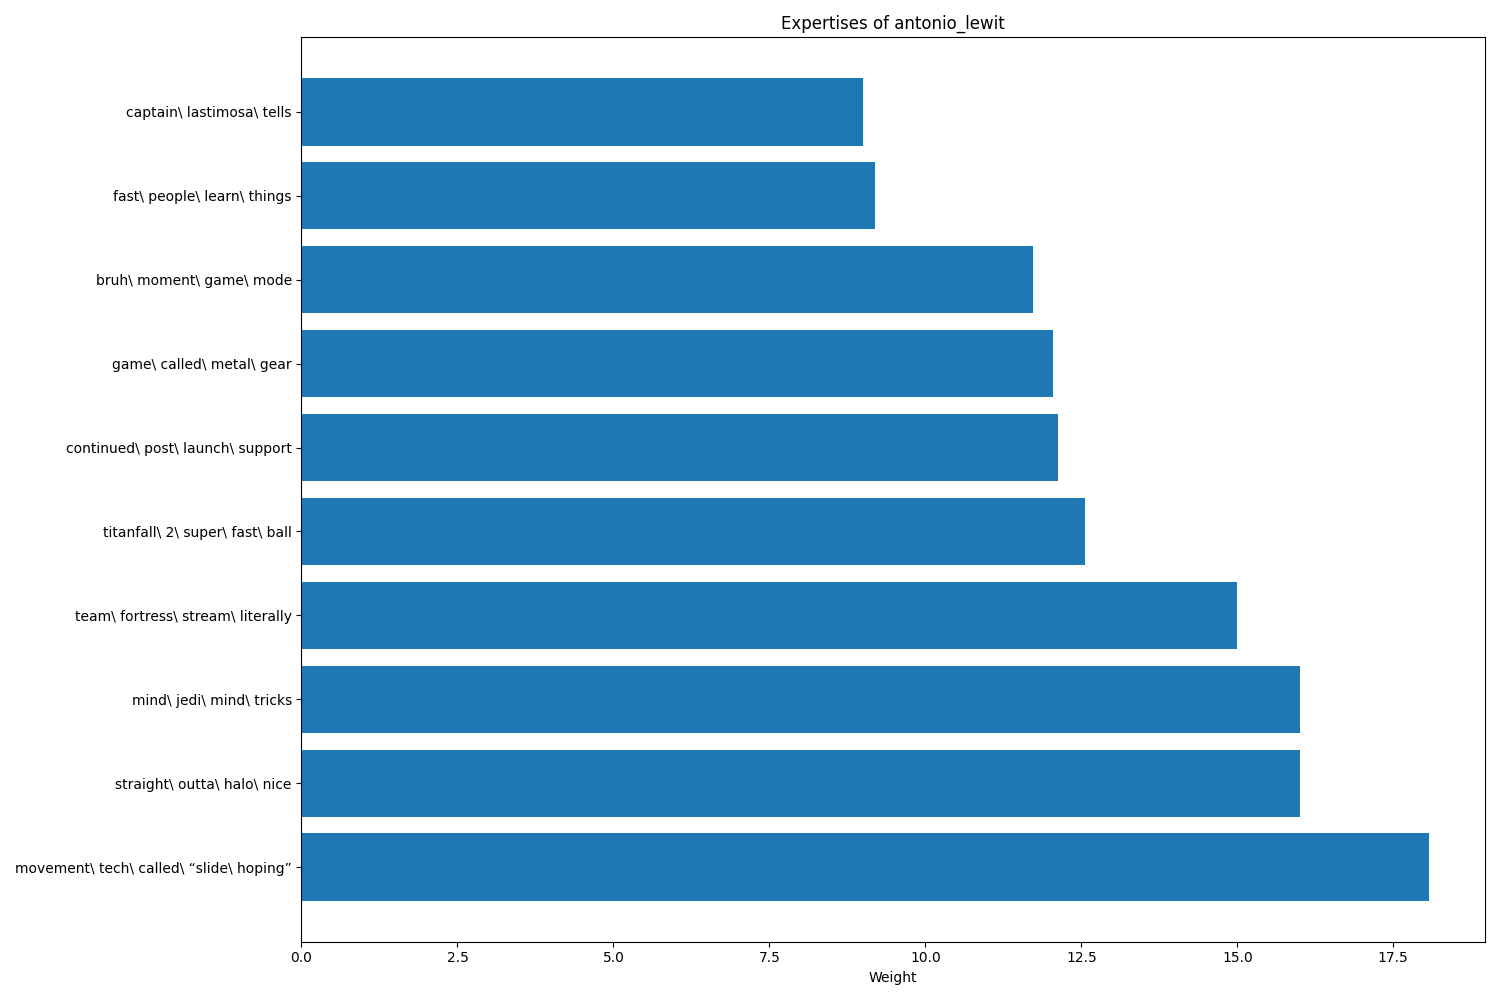 Expertises of antonio_lewit
captain\ lastimosa\ tells
fast\ people\ learn\ things
bruh\ moment\ game\ mode
game\ called\ metal\ gear
continued\ post\ launch\ support
titanfall\ 2\ super\ fast\ ball
team\ fortress\ stream\ literally
mind\ jedi\ mind\ tricks
straight\ outta\ halo\ nice
movement\ tech\ called\ “slide\ hoping”
0.0 2.5 5.0 7.5 10.0 12.5 15.0 17.5
Weight